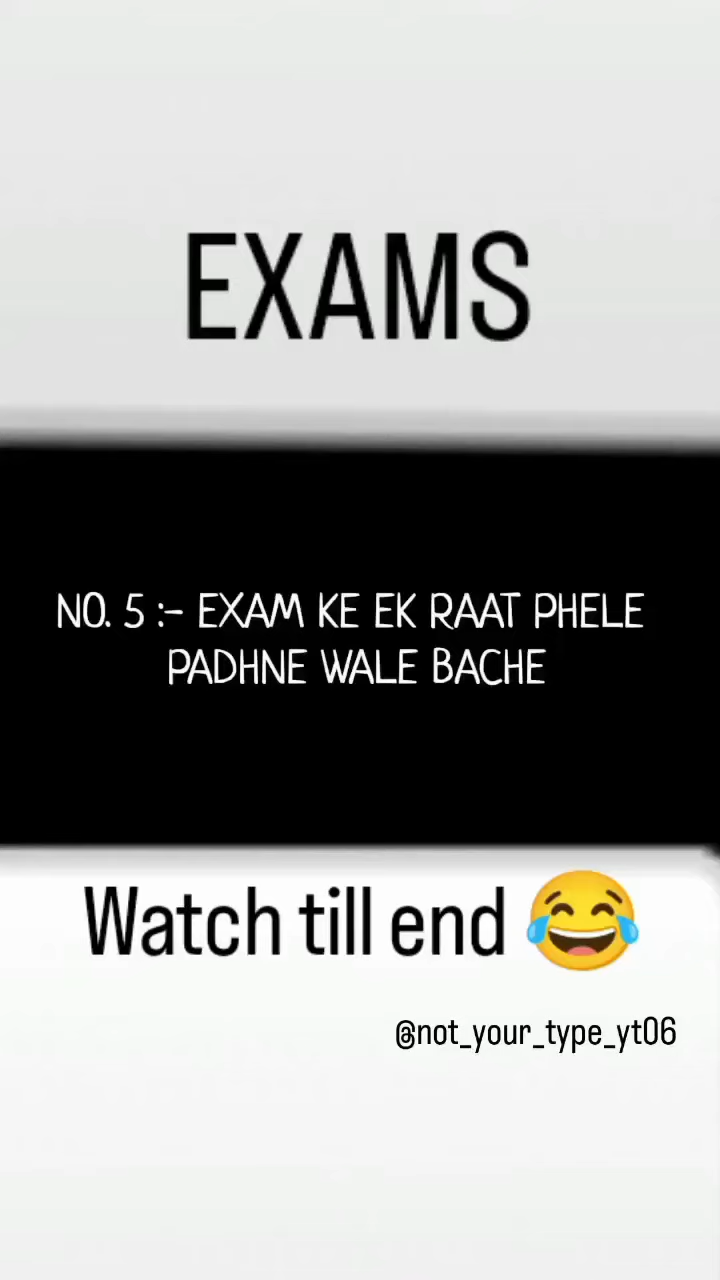 EXAMS
NO. 5 :- EXAM KE EK RAAT PHELE
PADHNE WALE BACHE
Watch till end 😂
@not_your_type_yt06